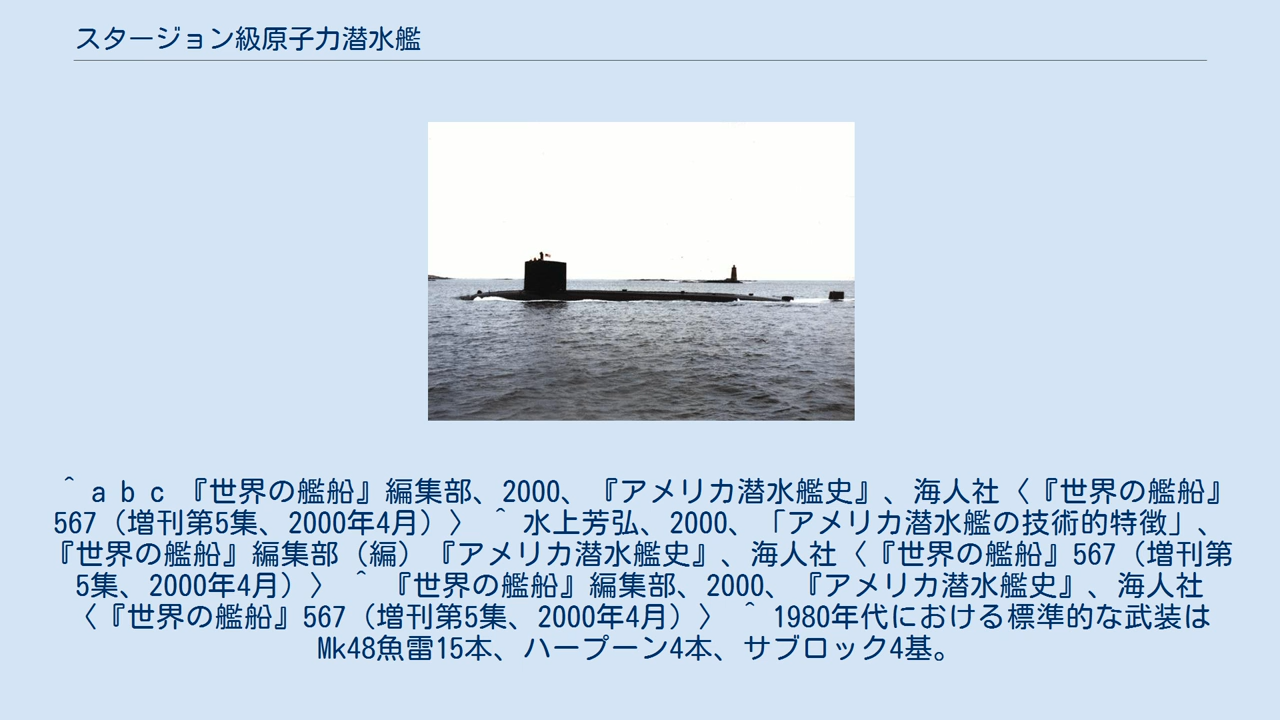 スタージョン級原子力潜水艦
^ a b c 『世界の艦船』編集部、2000、『アメリカ潜水艦史』、海人社〈『世界の艦船』
567（増刊第5集、2000年4月）〉 ^ 水上芳弘、2000、「アメリカ潜水艦の技術的特徴」、
『世界の艦船』編集部（編）『アメリカ潜水艦史』、海人社〈『世界の艦船』567（増刊第
5集、2000年4月）〉 ^ 『世界の艦船』編集部、2000、『アメリカ潜水艦史』、海人社
〈『世界の艦船』567（増刊第5集、2000年4月）〉 ^ 1980年代における標準的な武装は
Mk48魚雷15本、ハープーン4本、サブロック4基。